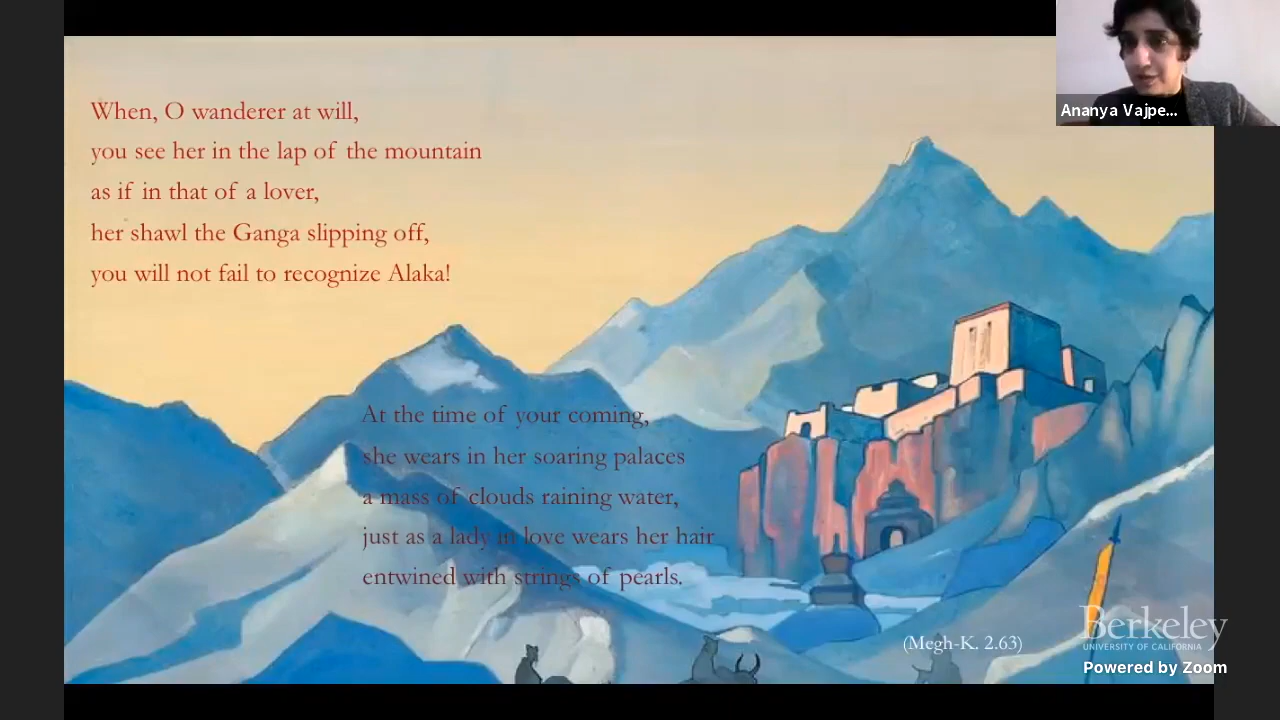 Ananya Vajpe...
When, O wanderer at will,
you see her in the lap of the mountain
as if in that of a lover,
her shawl the Ganga slipping off,
you will not fail to recognize Alaka!
At the time of your coming,
she wears in her soaring palaces
a mass of clouds raining water,
just as a lady in love wears her hair
entwined with strings of pearls.
(Megh-K. 2.63)
Berkeley
UNIVERSITY OF CALIFORNIA
Powered by Zoom